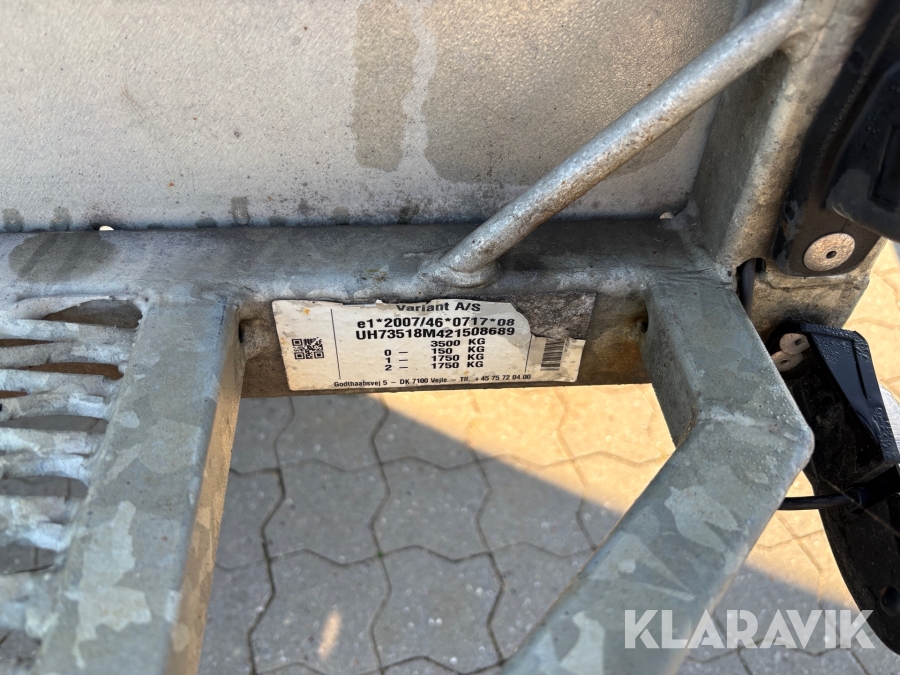 Variant A/S
e1*2007/46*0717*08
UH73518M421508689
3500 KG
0 – 150 KG
1 – 1750 KG
2 – 1750 KG
Godthaabsvej 5 – DK 7100 Vejle – Tlf. +45 75 72 04 00
KLARAVIK